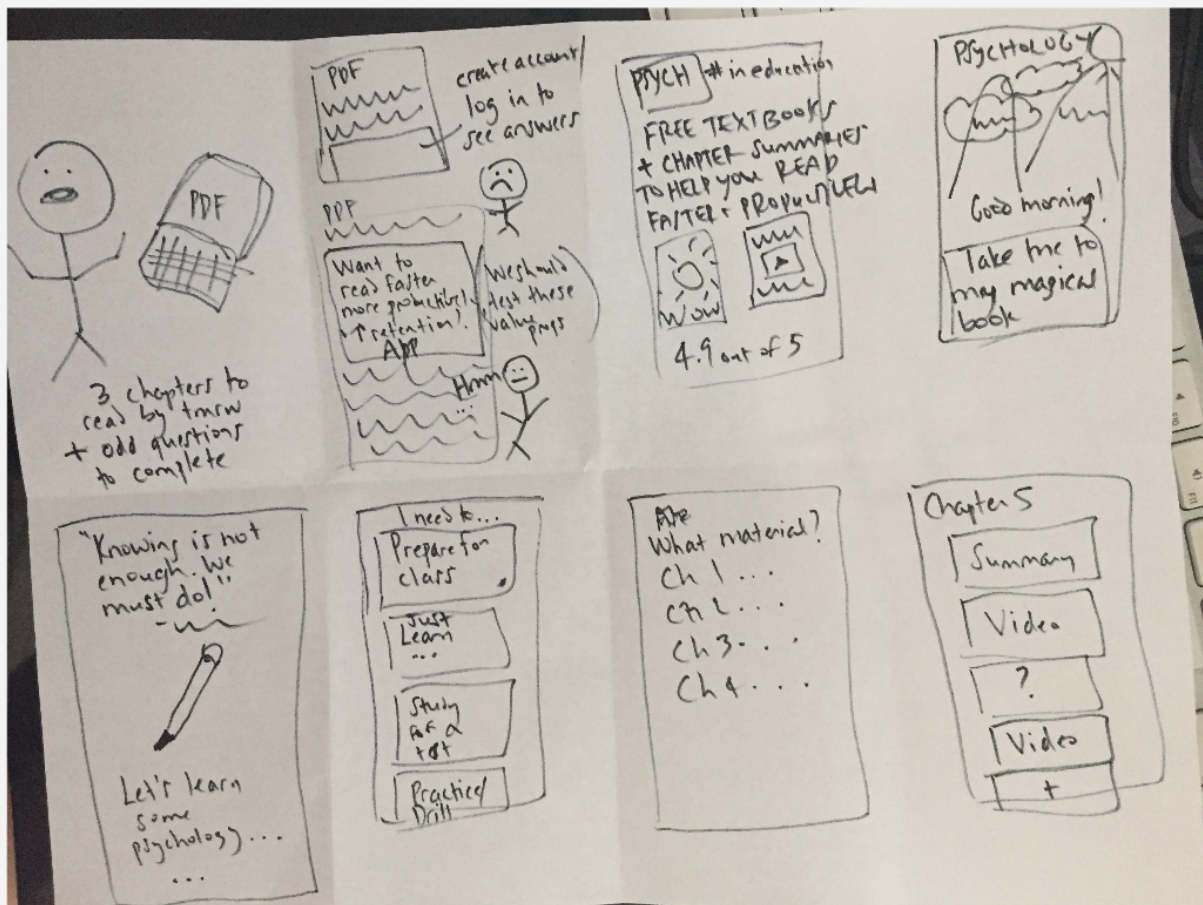 PDF
3 chapters to
read by tmrw
+ odd questions
to complete
PDF
create account/
log in to
see answers
PDF
Want to
read faster
more productively
↑ retention?
App
We should
test these
value props
Hmm
...
PSYCH
# in education
FREE TEXTBOOKS
+ CHAPTER SUMMARIES
TO HELP YOU READ
FASTER +
WOW
4.9 out of 5
PSYCHOLOGY
Good morning!
Take me to
my magical
book
"Knowing is not
enough. We
must do!"
Let's learn
some
psychology...
...
I need to...
Prepare for
class
Just
Learn
...
Study
for a
test
Practice/
Drill
What material?
Ch 1...
Ch 2...
Ch 3...
Ch 4...
Chapter 5
Summary
Video
?
Video
+